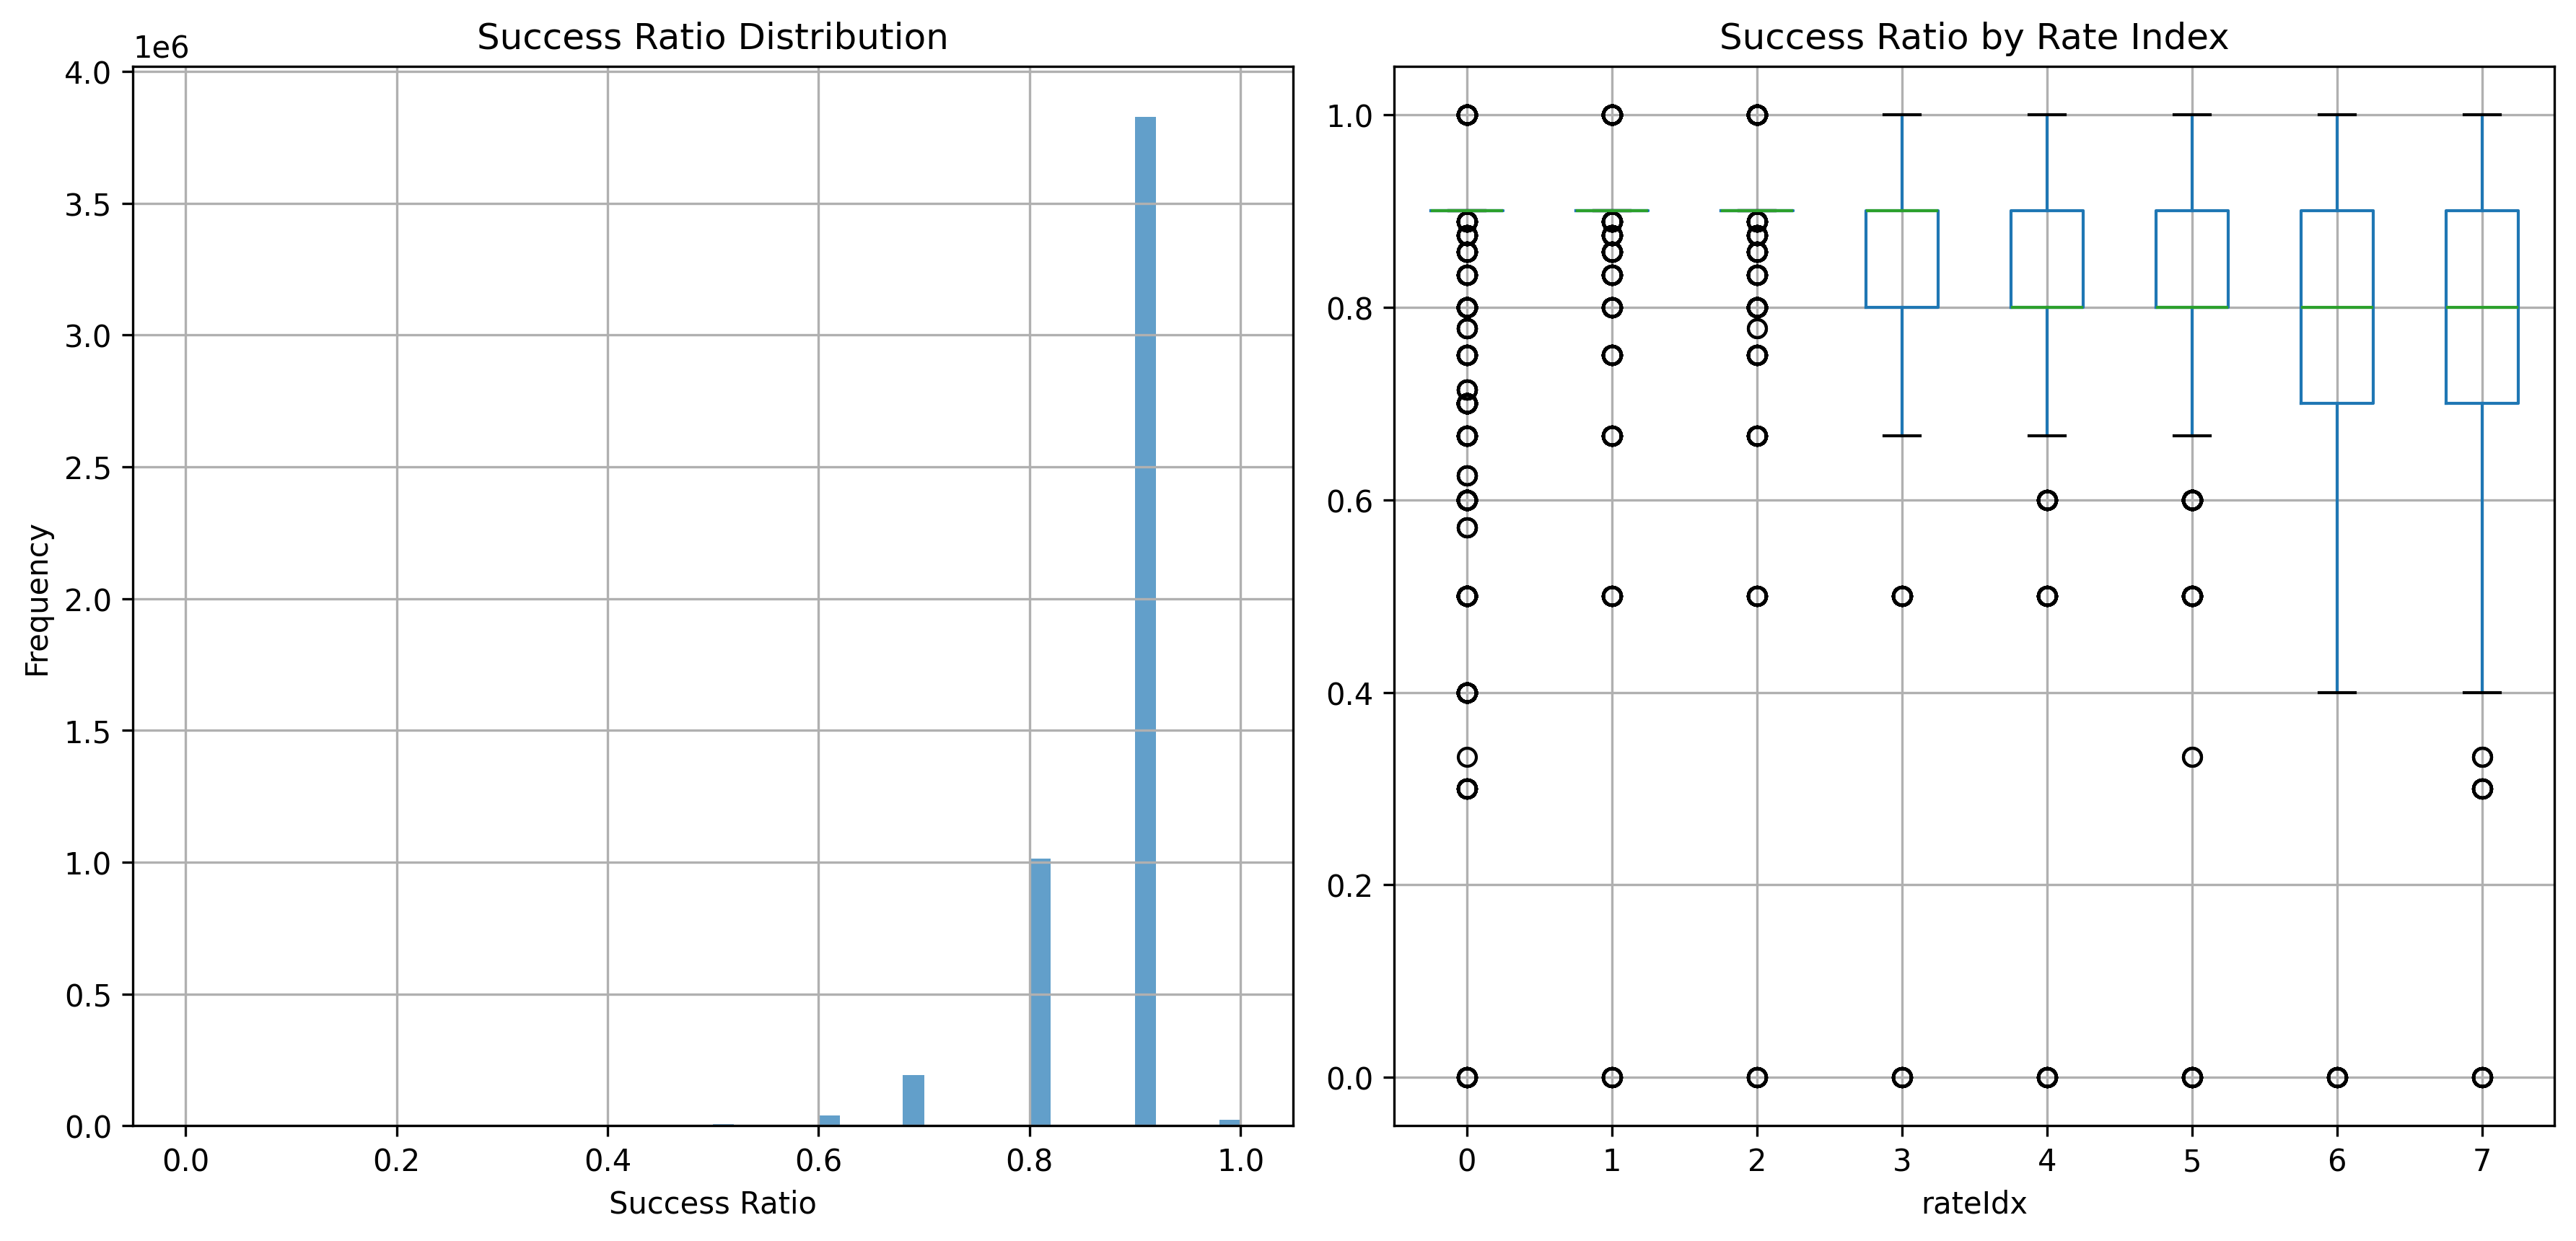 Success Ratio Distribution
1e6
4.0
3.5
3.0
2.5
2.0
1.5
1.0
0.5
0.0
Frequency
0.0 0.2 0.4 0.6 0.8 1.0
Success Ratio
Success Ratio by Rate Index
1.0
0.8
0.6
0.4
0.2
0.0
0 1 2 3 4 5 6 7
rateIdx